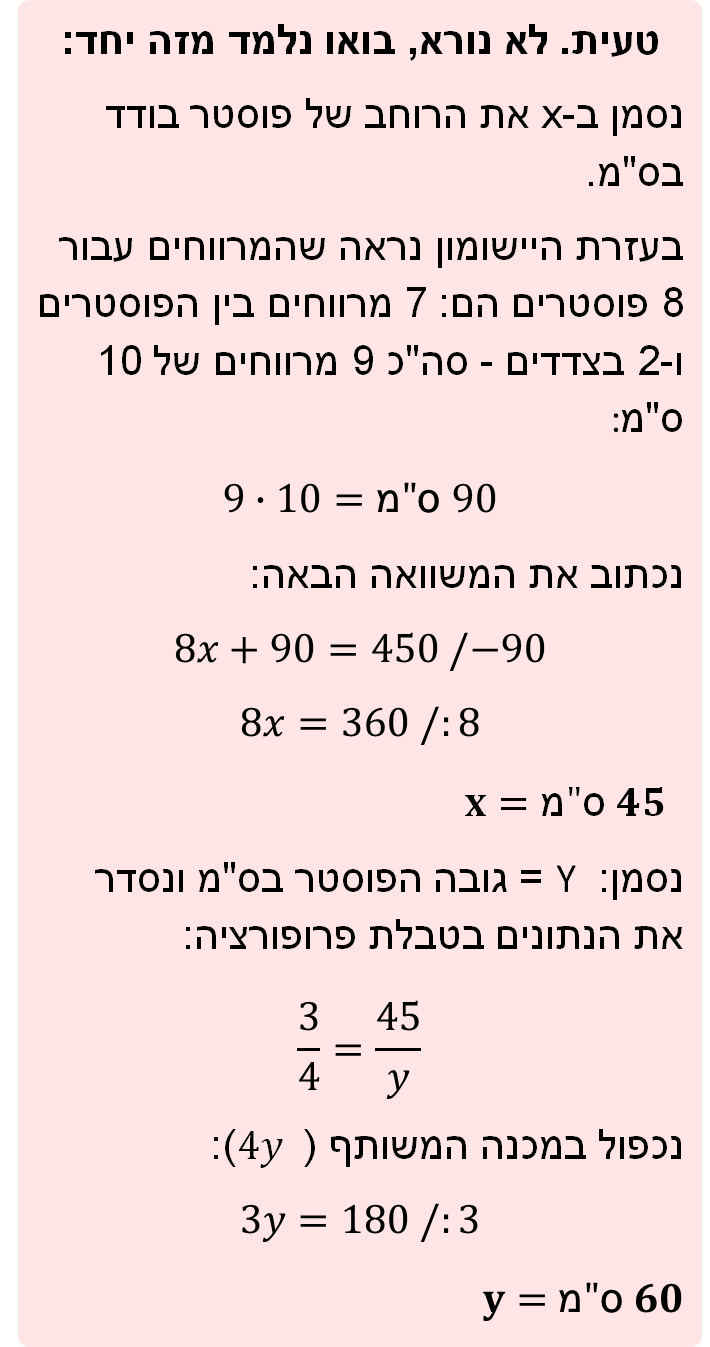 טעית. לא נורא, בואו נלמד מזה יחד:
נסמן ב-x את הרוחב של פוסטר בודד
בס"מ.
בעזרת היישומון נראה שהמרווחים עבור
8 פוסטרים הם: 7 מרווחים בין הפוסטרים
ו-2 בצדדים - סה"כ 9 מרווחים של 10
ס"מ:
9 · 10 = ס"מ 90
נכתוב את המשוואה הבאה:
8x + 90 = 450 /−90
8x = 360 /: 8
x = ס"מ 45
נסמן: Y = גובה הפוסטר בס"מ ונסדר
את הנתונים בטבלת פרופורציה:
3/4 = 45/y
נכפול במכנה המשותף ( 4y):
3y = 180 /: 3
y = ס"מ 60